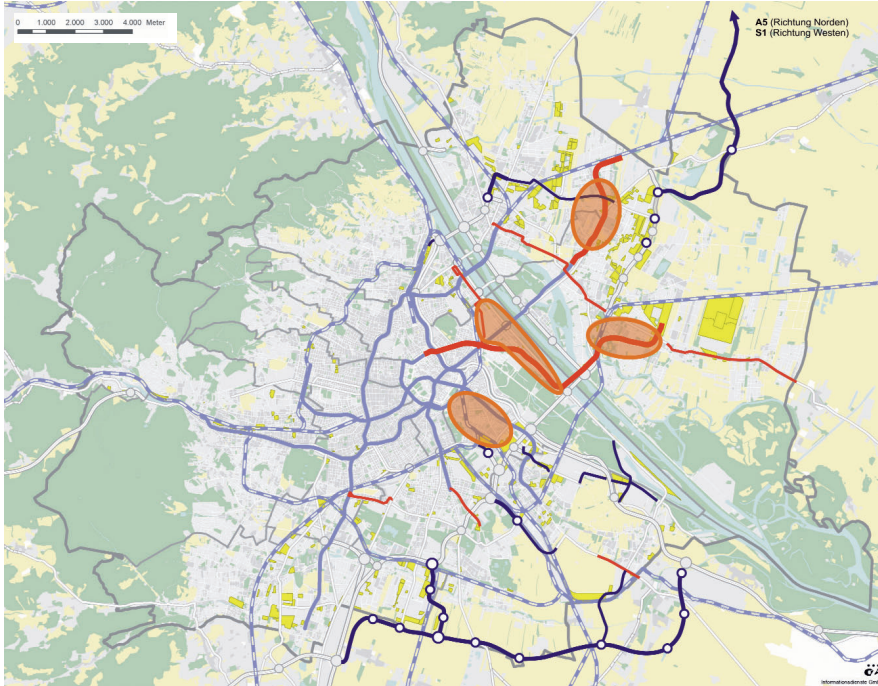 0 1.000 2.000 3.000 4.000 Meter
A5 (Richtung Norden)
S1 (Richtung Westen)